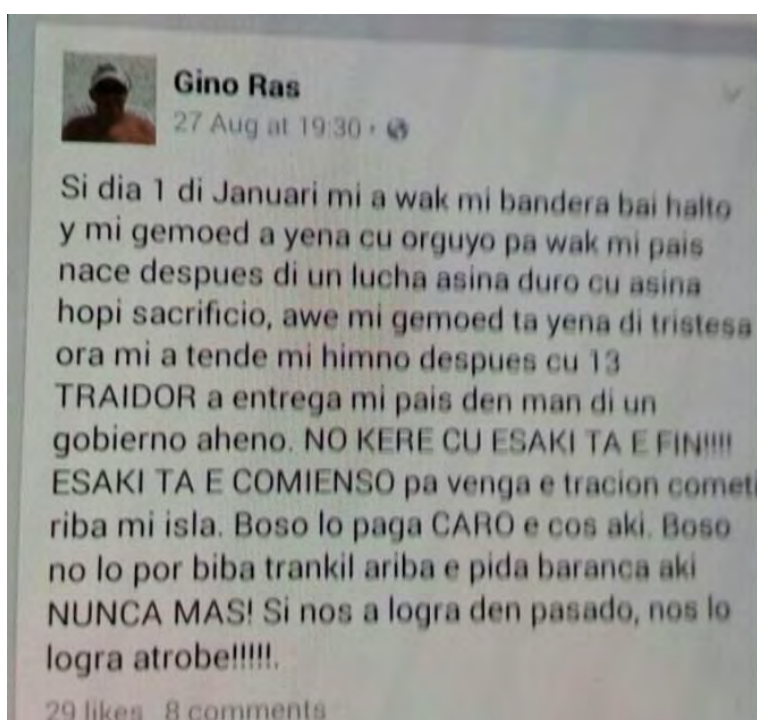 Gino Ras
27 Aug at 19:30 ·
Si dia 1 di Januari mi a wak mi bandera bai halto
y mi gemoed a yena cu orguyo pa wak mi pais
nace despues di un lucha asina duro cu asina
hopi sacrificio, awe mi gemoed ta yena di tristesa
ora mi a tende mi himno despues cu 13
TRAIDOR a entrega mi pais den man di un
gobierno aheno. NO KERE CU ESAKI TA E FIN!!!!
ESAKI TA E COMIENSO pa venga e tracion cometi
riba mi isla. Boso lo paga CARO e cos aki. Boso
no lo por biba trankil ariba e pida baranca aki
NUNCA MAS! Si nos a logra den pasado, nos lo
logra atrobe!!!!!.
29 likes 8 comments